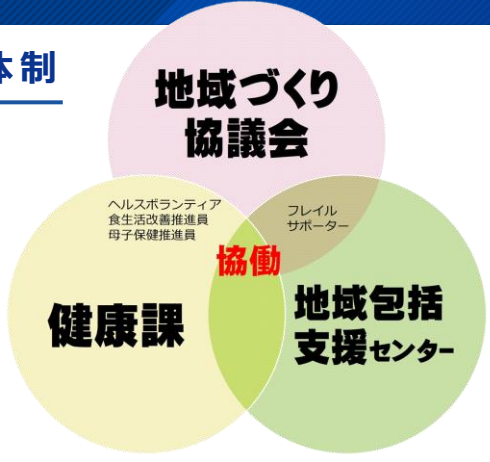 体制
地域づくり
協議会
ヘルスボランティア
食生活改善推進員
母子保健推進員
フレイル
サポーター
協働
健康課
地域包括
支援センター